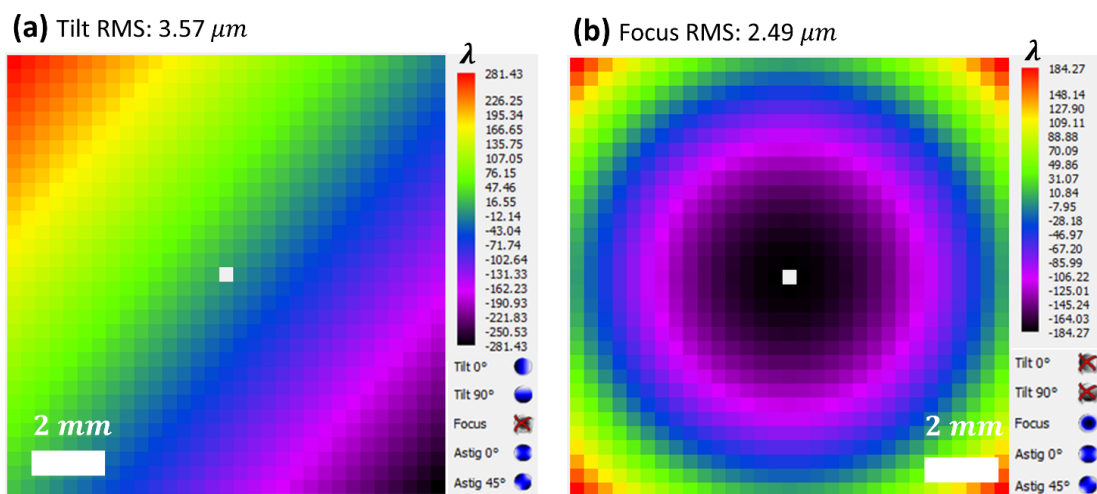 (a) Tilt RMS: 3.57 μm
λ
281.43
226.25
195.34
166.65
135.75
107.05
76.15
47.46
16.55
-12.14
-43.04
-71.74
-102.64
-131.33
-162.23
-190.93
-221.83
-250.53
-281.43
Tilt 0°
Tilt 90°
Focus
Astig 0°
Astig 45°
2 mm
(b) Focus RMS: 2.49 μm
λ
184.27
148.14
127.90
109.11
88.88
70.09
49.86
31.07
10.84
-7.95
-28.18
-46.97
-67.20
-85.99
-106.22
-125.01
-145.24
-164.03
-184.27
Tilt 0°
Tilt 90°
Focus
Astig 0°
Astig 45°
2 mm